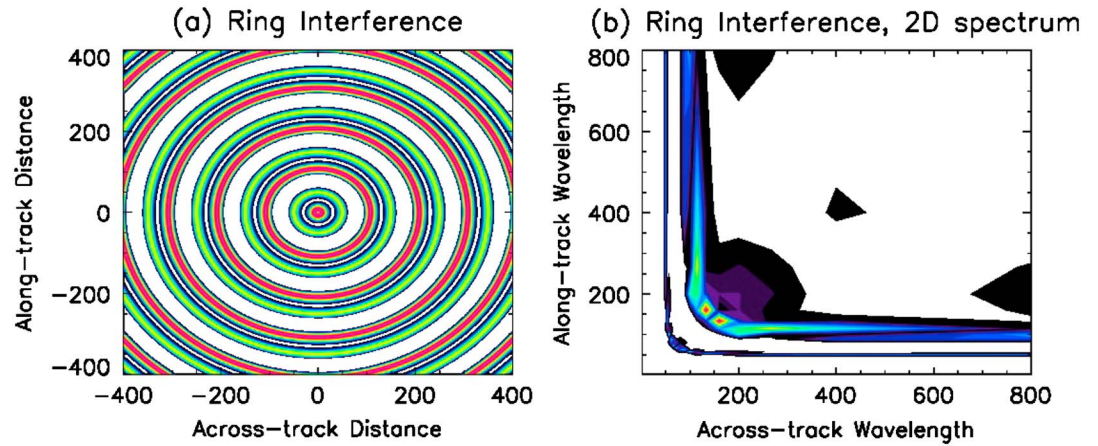 (a) Ring Interference
400
200
0
−200
−400
−400 −200 0 200 400
Along−track Distance
Across−track Distance
(b) Ring Interference, 2D spectrum
800
600
400
200
200 400 600 800
Along−track Wavelength
Across−track Wavelength